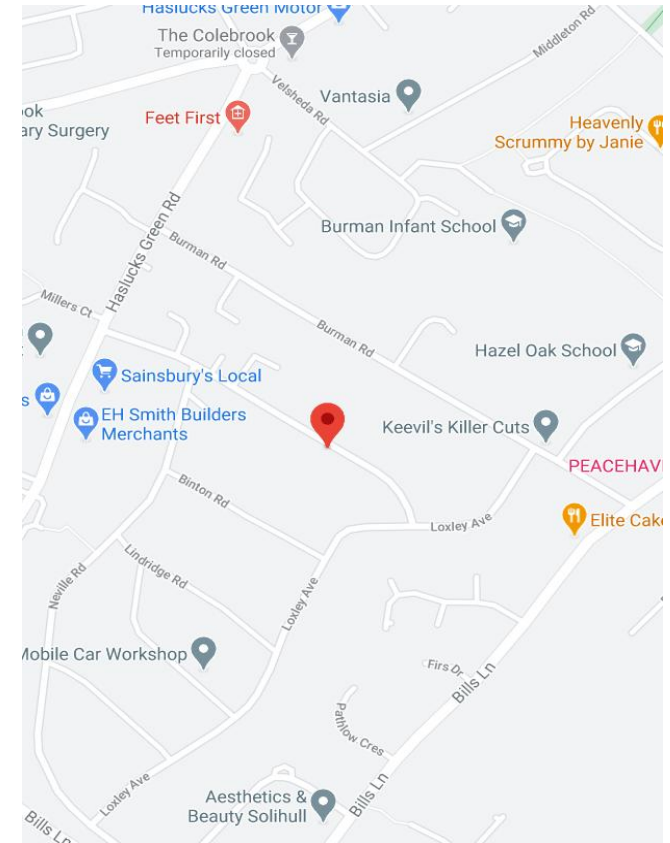 Haslucks Green Motor
The Colebrook
Temporarily closed
Middleton Rd
Velsheda Rd
Vantasia
ok
ary Surgery
Feet First
Heavenly
Scrummy by Janie
Haslucks Green Rd
Burman Infant School
Burman Rd
Millers Ct
Burman Rd
Hazel Oak School
Sainsbury's Local
s
EH Smith Builders
Merchants
Keevil's Killer Cuts
PEACEHAV
Binton Rd
Loxley Ave
Elite Cake
Lindridge Rd
Neville Rd
Loxley Ave
Mobile Car Workshop
Firs Dr
Bills Ln
Pathlow Cres
Loxley Ave
Aesthetics &
Beauty Solihull
Bills Ln
Bills Ln